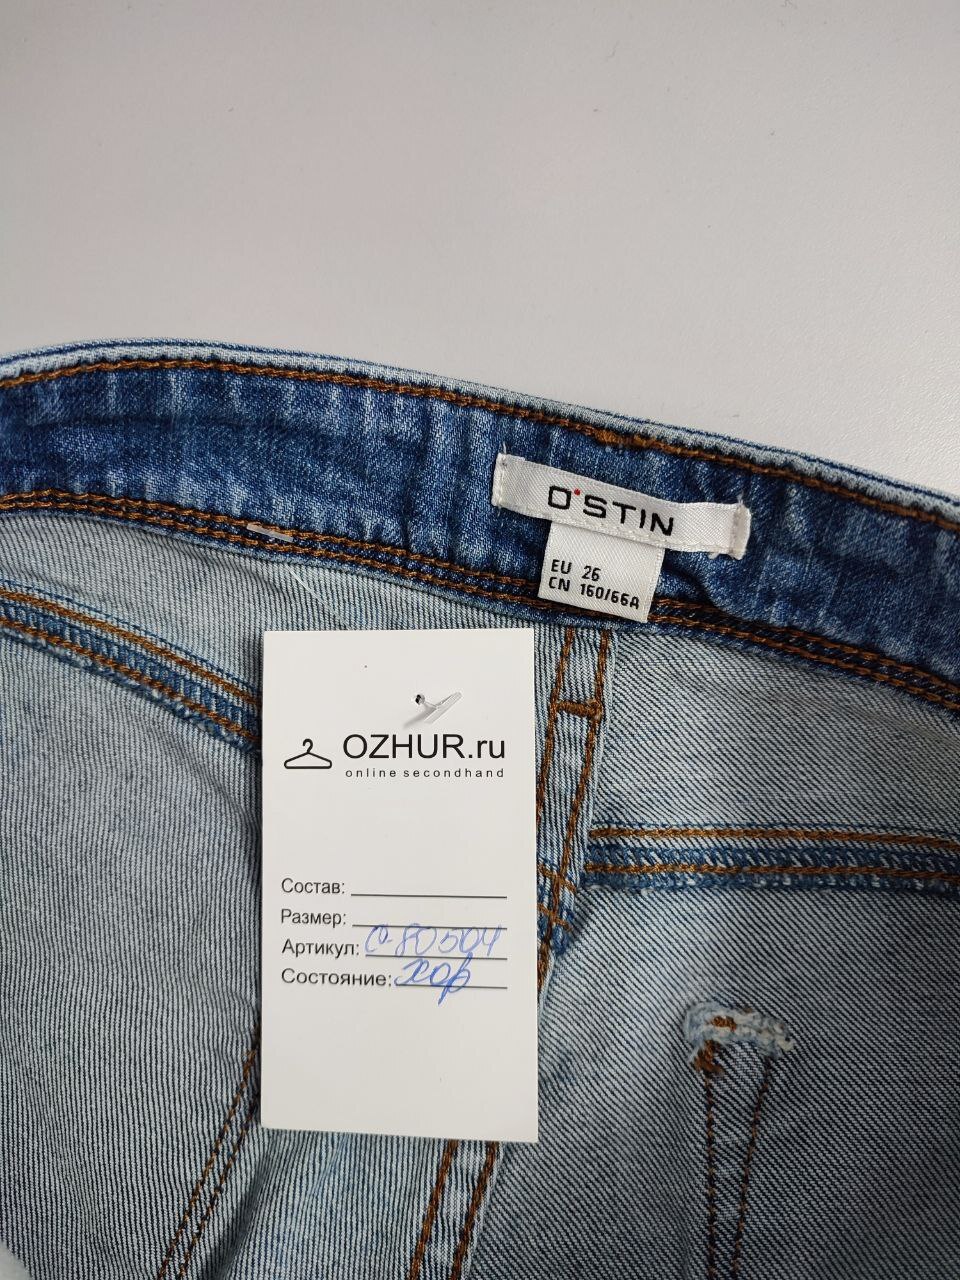 O'STIN
EU 26
CN 160/66A
OZHUR.ru
online secondhand
Состав:
Размер:
Артикул: С-80504
Состояние: хор